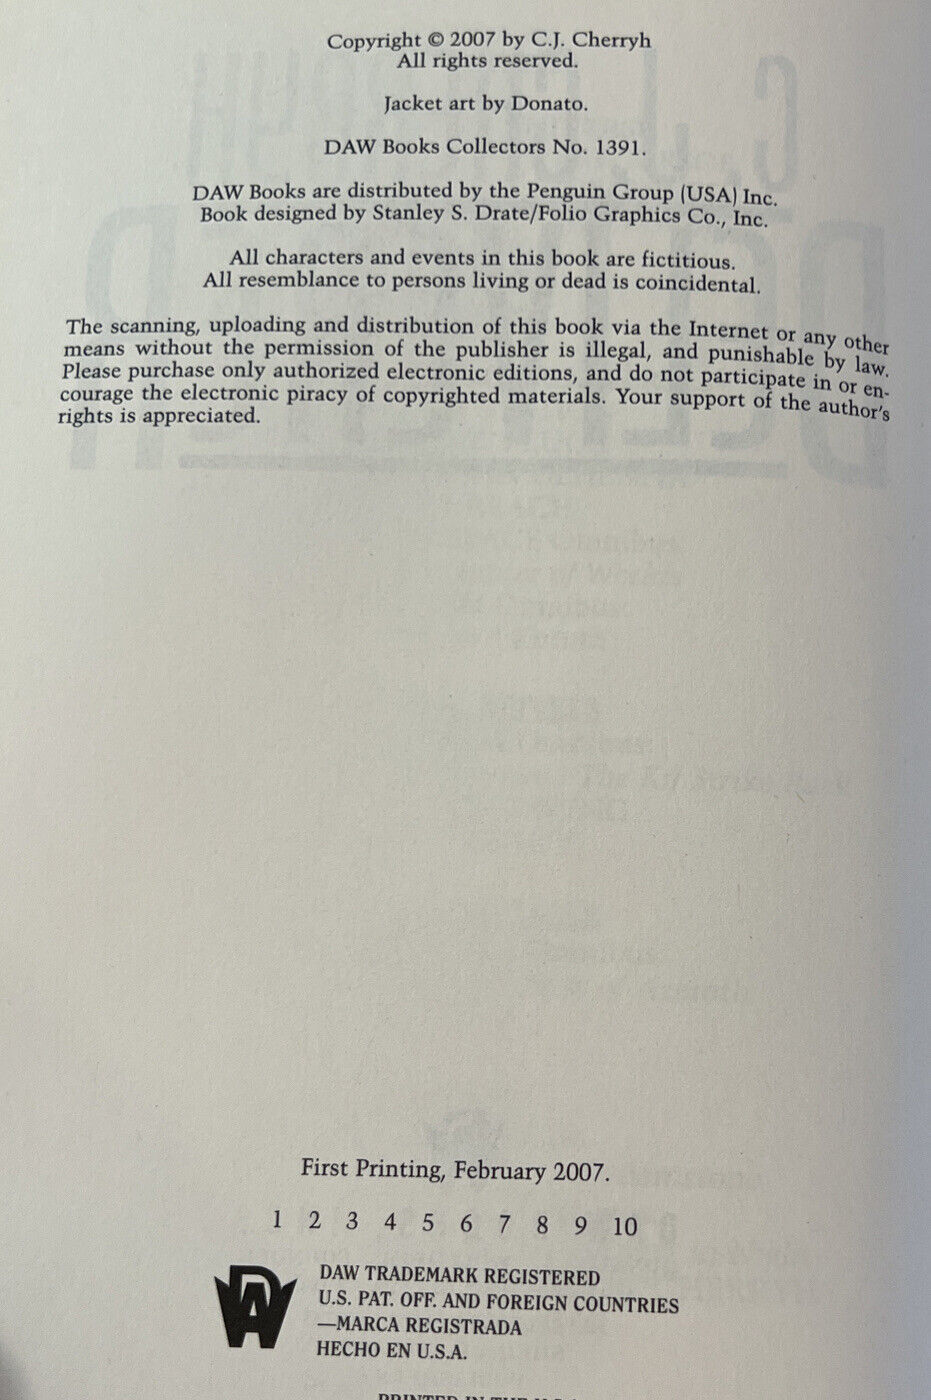 Copyright © 2007 by C.J. Cherryh
All rights reserved.
Jacket art by Donato.
DAW Books Collectors No. 1391.
DAW Books are distributed by the Penguin Group (USA) Inc.
Book designed by Stanley S. Drate/Folio Graphics Co., Inc.
All characters and events in this book are fictitious.
All resemblance to persons living or dead is coincidental.
The scanning, uploading and distribution of this book via the Internet or any other
means without the permission of the publisher is illegal, and punishable by law.
Please purchase only authorized electronic editions, and do not participate in or en-
courage the electronic piracy of copyrighted materials. Your support of the author's
rights is appreciated.
First Printing, February 2007.
1 2 3 4 5 6 7 8 9 10
DAW
DAW TRADEMARK REGISTERED
U.S. PAT. OFF. AND FOREIGN COUNTRIES
—MARCA REGISTRADA
HECHO EN U.S.A.
PRINTED IN THE